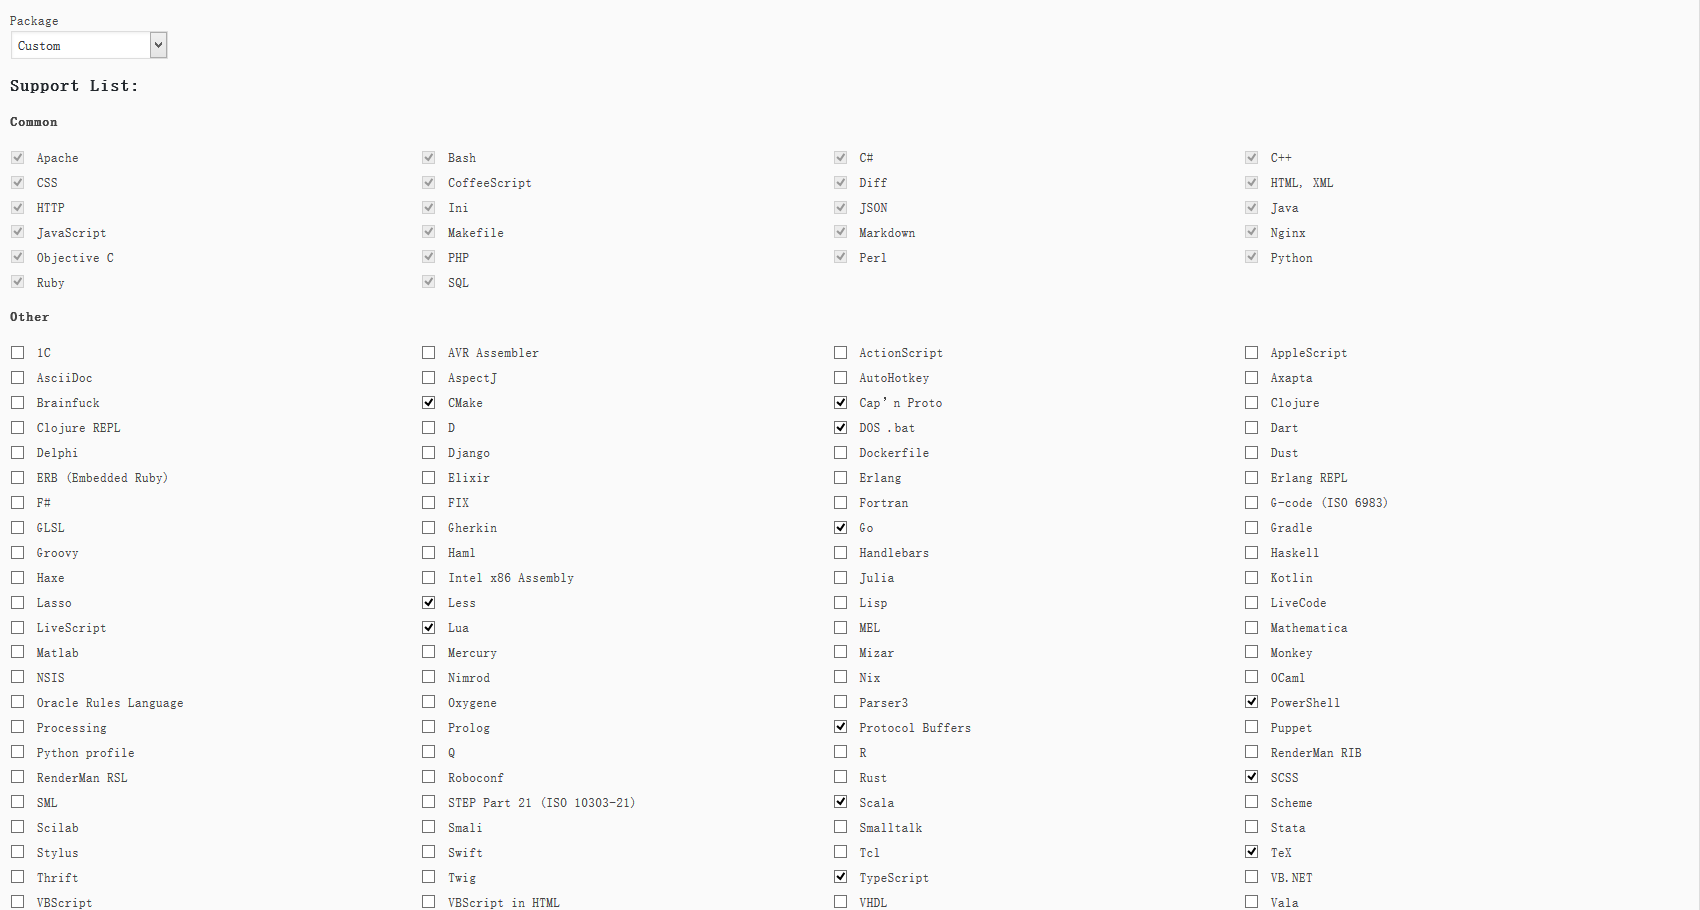 Package
Custom
Support List:
Common
Apache Bash C# C++
CSS CoffeeScript Diff HTML, XML
HTTP Ini JSON Java
JavaScript Makefile Markdown Nginx
Objective C PHP Perl Python
Ruby SQL
Other
1C AVR Assembler ActionScript AppleScript
AsciiDoc AspectJ AutoHotkey Axapta
Brainfuck CMake Cap’n Proto Clojure
Clojure REPL D DOS .bat Dart
Delphi Django Dockerfile Dust
ERB (Embedded Ruby) Elixir Erlang Erlang REPL
F# FIX Fortran G-code (ISO 6983)
GLSL Gherkin Go Gradle
Groovy Haml Handlebars Haskell
Haxe Intel x86 Assembly Julia Kotlin
Lasso Less Lisp LiveCode
LiveScript Lua MEL Mathematica
Matlab Mercury Mizar Monkey
NSIS Nimrod Nix OCaml
Oracle Rules Language Oxygene Parser3 PowerShell
Processing Prolog Protocol Buffers Puppet
Python profile Q R RenderMan RIB
RenderMan RSL Roboconf Rust SCSS
SML STEP Part 21 (ISO 10303-21) Scala Scheme
Scilab Smali Smalltalk Stata
Stylus Swift Tcl TeX
Thrift Twig TypeScript VB.NET
VBScript VBScript in HTML VHDL Vala